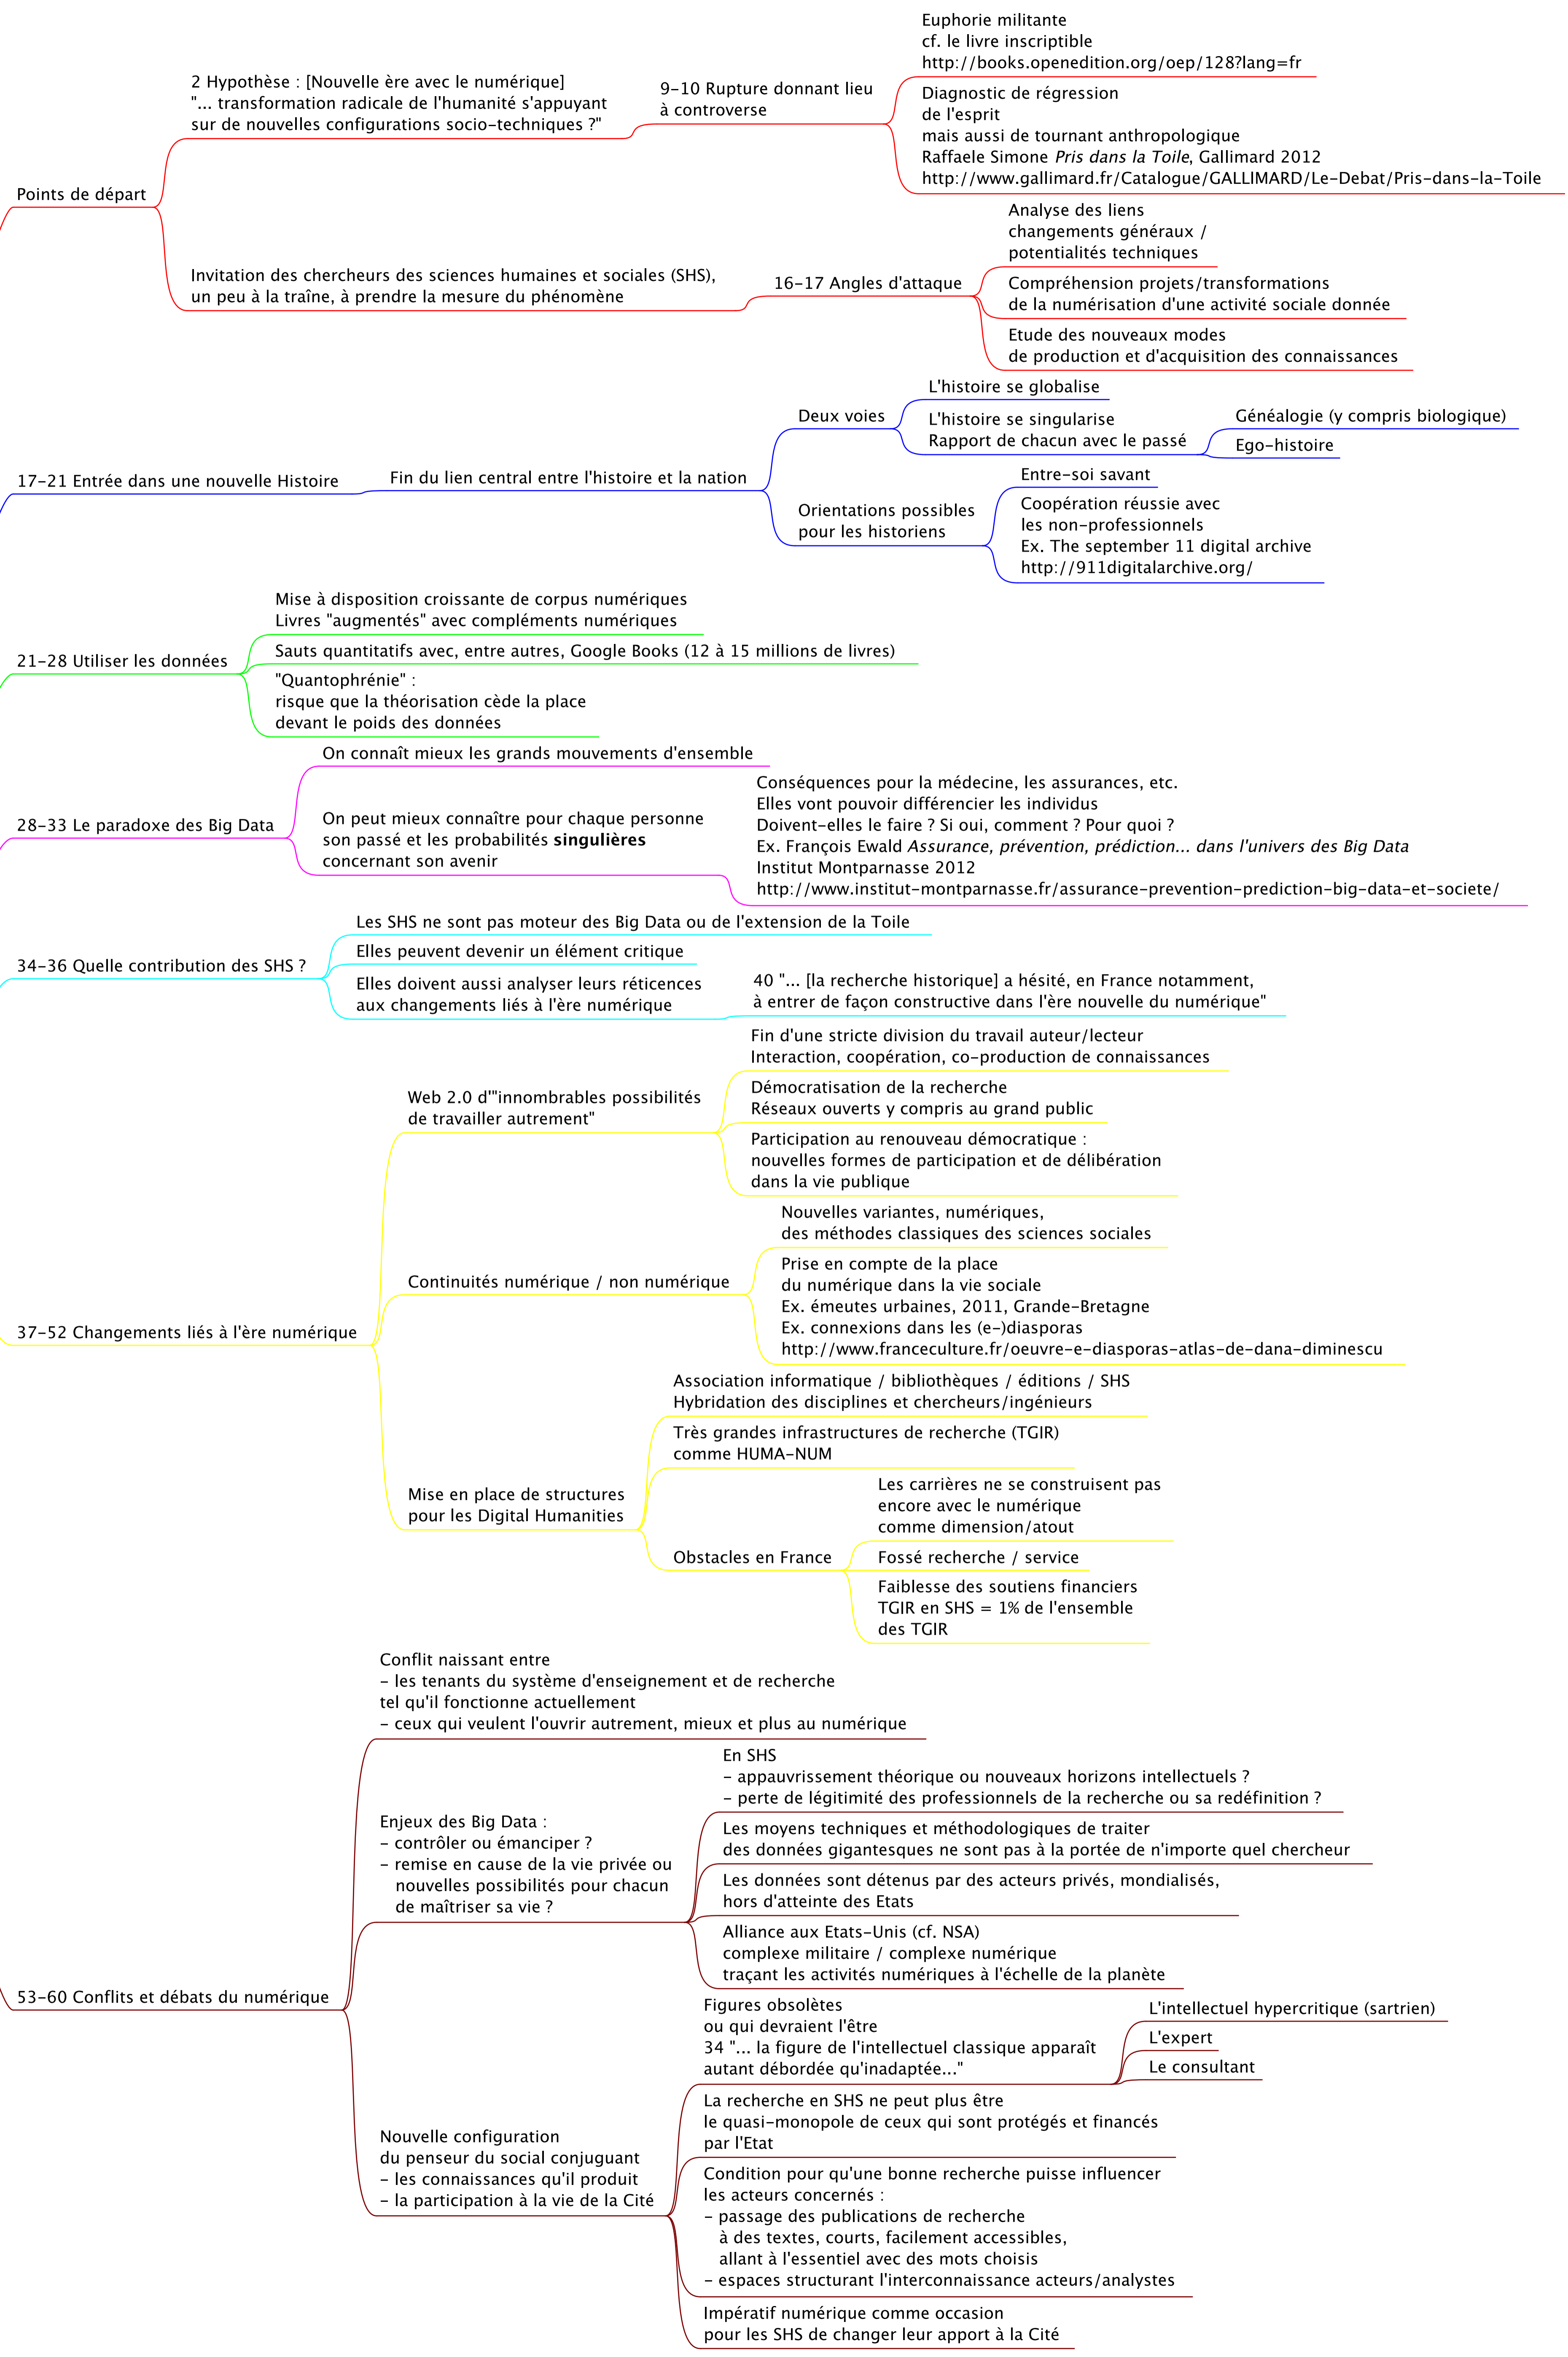 Points de départ
2 Hypothèse : [Nouvelle ère avec le numérique]
"... transformation radicale de l'humanité s'appuyant
sur de nouvelles configurations socio-techniques ?"
9-10 Rupture donnant lieu
à controverse
Euphorie militante
cf. le livre inscriptible
http://books.openedition.org/oep/128?lang=fr
Diagnostic de régression
de l'esprit
mais aussi de tournant anthropologique
Raffaele Simone Pris dans la Toile, Gallimard 2012
http://www.gallimard.fr/Catalogue/GALLIMARD/Le-Debat/Pris-dans-la-Toile
Invitation des chercheurs des sciences humaines et sociales (SHS),
un peu à la traîne, à prendre la mesure du phénomène
16-17 Angles d'attaque
Analyse des liens
changements généraux /
potentialités techniques
Compréhension projets/transformations
de la numérisation d'une activité sociale donnée
Etude des nouveaux modes
de production et d'acquisition des connaissances
17-21 Entrée dans une nouvelle Histoire
Fin du lien central entre l'histoire et la nation
Deux voies
L'histoire se globalise
L'histoire se singularise
Rapport de chacun avec le passé
Généalogie (y compris biologique)
Ego-histoire
Orientations possibles
pour les historiens
Entre-soi savant
Coopération réussie avec
les non-professionnels
Ex. The september 11 digital archive
http://911digitalarchive.org/
21-28 Utiliser les données
Mise à disposition croissante de corpus numériques
Livres "augmentés" avec compléments numériques
Sauts quantitatifs avec, entre autres, Google Books (12 à 15 millions de livres)
"Quantophrénie" :
risque que la théorisation cède la place
devant le poids des données
28-33 Le paradoxe des Big Data
On connaît mieux les grands mouvements d'ensemble
On peut mieux connaître pour chaque personne
son passé et les probabilités singulières
concernant son avenir
Conséquences pour la médecine, les assurances, etc.
Elles vont pouvoir différencier les individus
Doivent-elles le faire ? Si oui, comment ? Pour quoi ?
Ex. François Ewald Assurance, prévention, prédiction... dans l'univers des Big Data
Institut Montparnasse 2012
http://www.institut-montparnasse.fr/assurance-prevention-prediction-big-data-et-societe/
34-36 Quelle contribution des SHS ?
Les SHS ne sont pas moteur des Big Data ou de l'extension de la Toile
Elles peuvent devenir un élément critique
Elles doivent aussi analyser leurs réticences
aux changements liés à l'ère numérique
40 "... [la recherche historique] a hésité, en France notamment,
à entrer de façon constructive dans l'ère nouvelle du numérique"
37-52 Changements liés à l'ère numérique
Web 2.0 d'"innombrables possibilités
de travailler autrement"
Fin d'une stricte division du travail auteur/lecteur
Interaction, coopération, co-production de connaissances
Démocratisation de la recherche
Réseaux ouverts y compris au grand public
Participation au renouveau démocratique :
nouvelles formes de participation et de délibération
dans la vie publique
Continuités numérique / non numérique
Nouvelles variantes, numériques,
des méthodes classiques des sciences sociales
Prise en compte de la place
du numérique dans la vie sociale
Ex. émeutes urbaines, 2011, Grande-Bretagne
Ex. connexions dans les (e-)diasporas
http://www.franceculture.fr/oeuvre-e-diasporas-atlas-de-dana-diminescu
Mise en place de structures
pour les Digital Humanities
Association informatique / bibliothèques / éditions / SHS
Hybridation des disciplines et chercheurs/ingénieurs
Très grandes infrastructures de recherche (TGIR)
comme HUMA-NUM
Obstacles en France
Les carrières ne se construisent pas
encore avec le numérique
comme dimension/atout
Fossé recherche / service
Faiblesse des soutiens financiers
TGIR en SHS = 1% de l'ensemble
des TGIR
53-60 Conflits et débats du numérique
Conflit naissant entre
- les tenants du système d'enseignement et de recherche
tel qu'il fonctionne actuellement
- ceux qui veulent l'ouvrir autrement, mieux et plus au numérique
Enjeux des Big Data :
- contrôler ou émanciper ?
- remise en cause de la vie privée ou
nouvelles possibilités pour chacun
de maîtriser sa vie ?
En SHS
- appauvrissement théorique ou nouveaux horizons intellectuels ?
- perte de légitimité des professionnels de la recherche ou sa redéfinition ?
Les moyens techniques et méthodologiques de traiter
des données gigantesques ne sont pas à la portée de n'importe quel chercheur
Les données sont détenus par des acteurs privés, mondialisés,
hors d'atteinte des Etats
Alliance aux Etats-Unis (cf. NSA)
complexe militaire / complexe numérique
traçant les activités numériques à l'échelle de la planète
Nouvelle configuration
du penseur du social conjuguant
- les connaissances qu'il produit
- la participation à la vie de la Cité
Figures obsolètes
ou qui devraient l'être
34 "... la figure de l'intellectuel classique apparaît
autant débordée qu'inadaptée..."
L'intellectuel hypercritique (sartrien)
L'expert
Le consultant
La recherche en SHS ne peut plus être
le quasi-monopole de ceux qui sont protégés et financés
par l'Etat
Condition pour qu'une bonne recherche puisse influencer
les acteurs concernés :
- passage des publications de recherche
à des textes, courts, facilement accessibles,
allant à l'essentiel avec des mots choisis
- espaces structurant l'interconnaissance acteurs/analystes
Impératif numérique comme occasion
pour les SHS de changer leur apport à la Cité